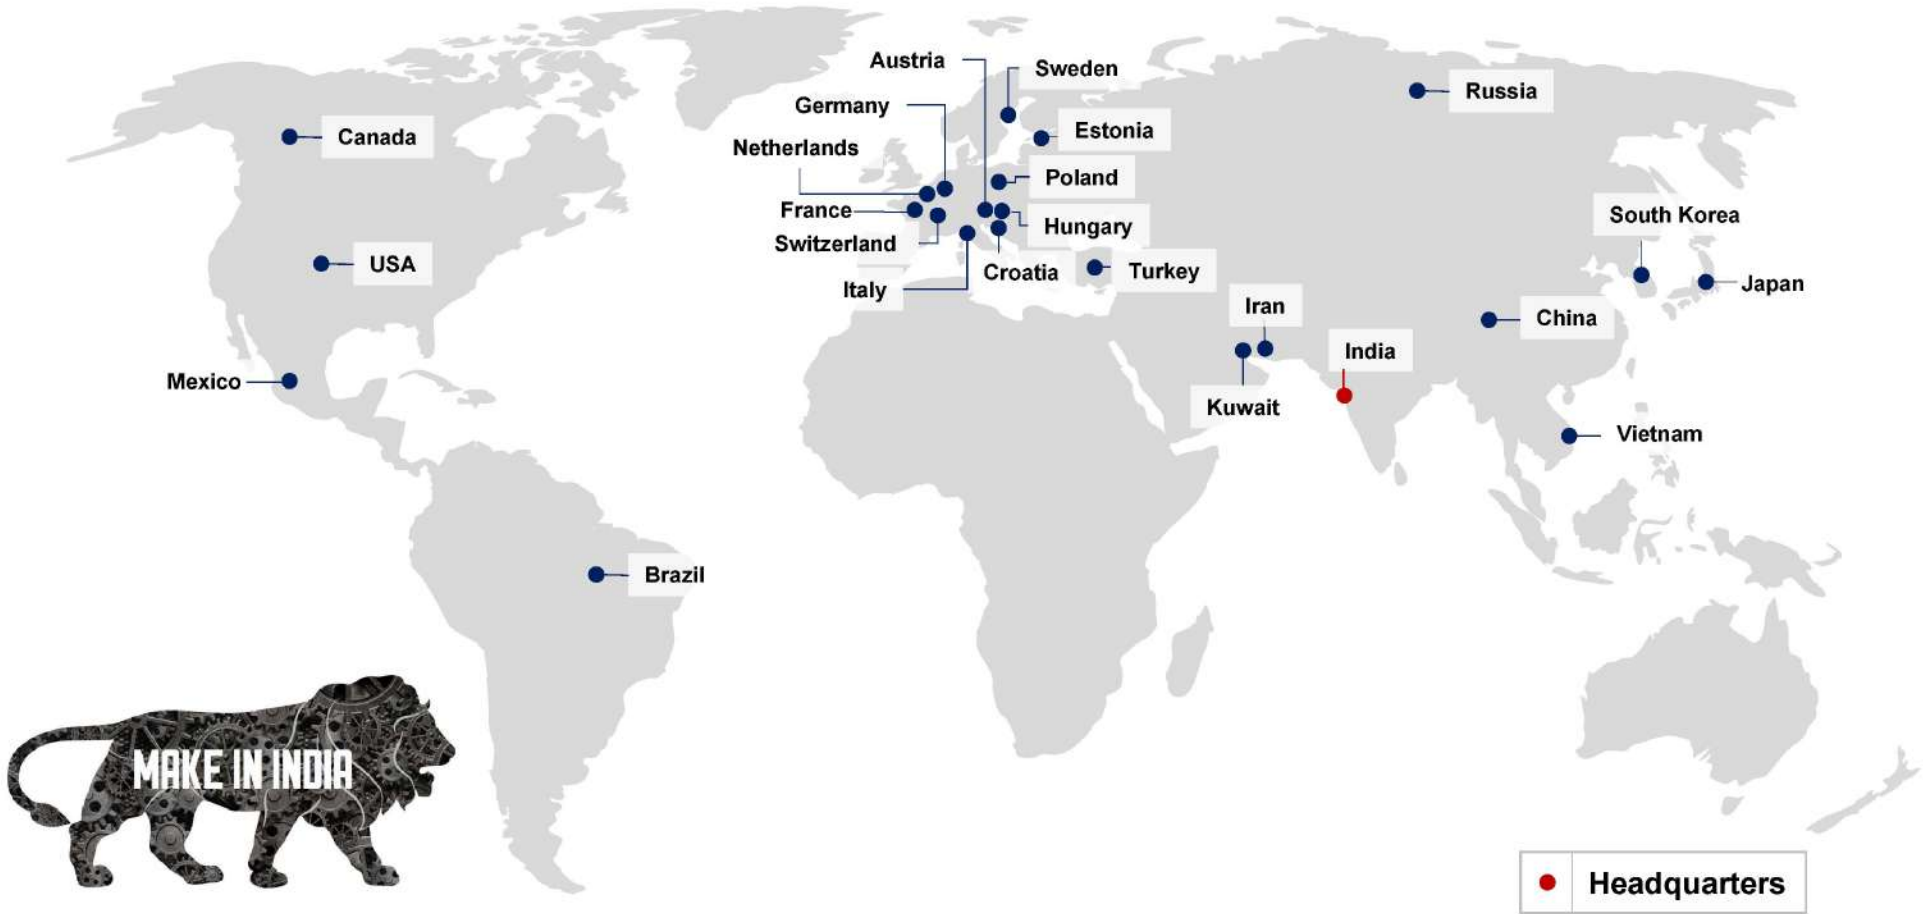 Austria
Sweden
Russia
Germany
Canada
Estonia
Netherlands
Poland
France
South Korea
Hungary
Switzerland
USA
Croatia
Turkey
Italy
Japan
Iran
China
India
Mexico
Kuwait
Vietnam
Brazil
MAKE IN INDIA
Headquarters